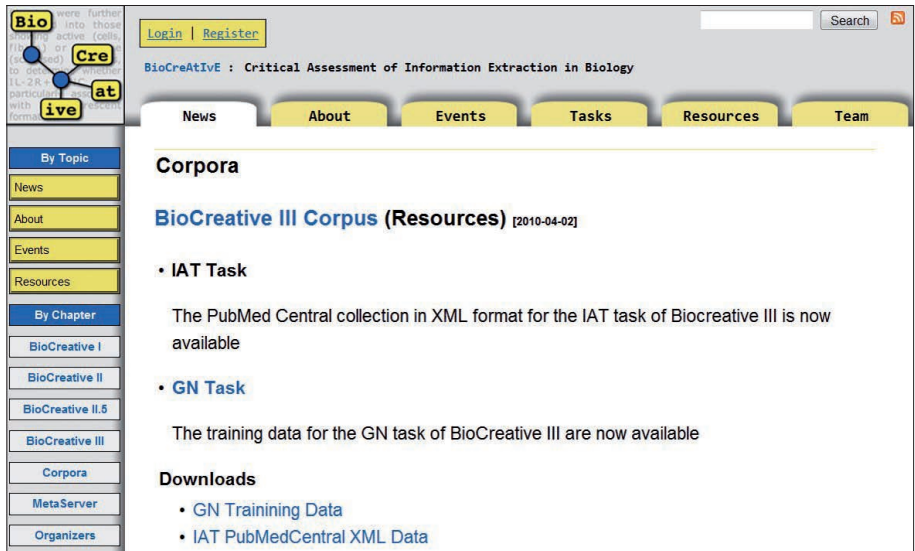 Bio
Cre
at
ive
Login | Register
Search
BioCreAtIvE : Critical Assessment of Information Extraction in Biology
News
About
Events
Tasks
Resources
Team
By Topic
News
About
Events
Resources
By Chapter
BioCreative I
BioCreative II
BioCreative II.5
BioCreative III
Corpora
MetaServer
Organizers
Corpora
BioCreative III Corpus (Resources) [2010-04-02]
• IAT Task
The PubMed Central collection in XML format for the IAT task of Biocreative III is now
available
• GN Task
The training data for the GN task of BioCreative III are now available
Downloads
• GN Trainining Data
• IAT PubMedCentral XML Data